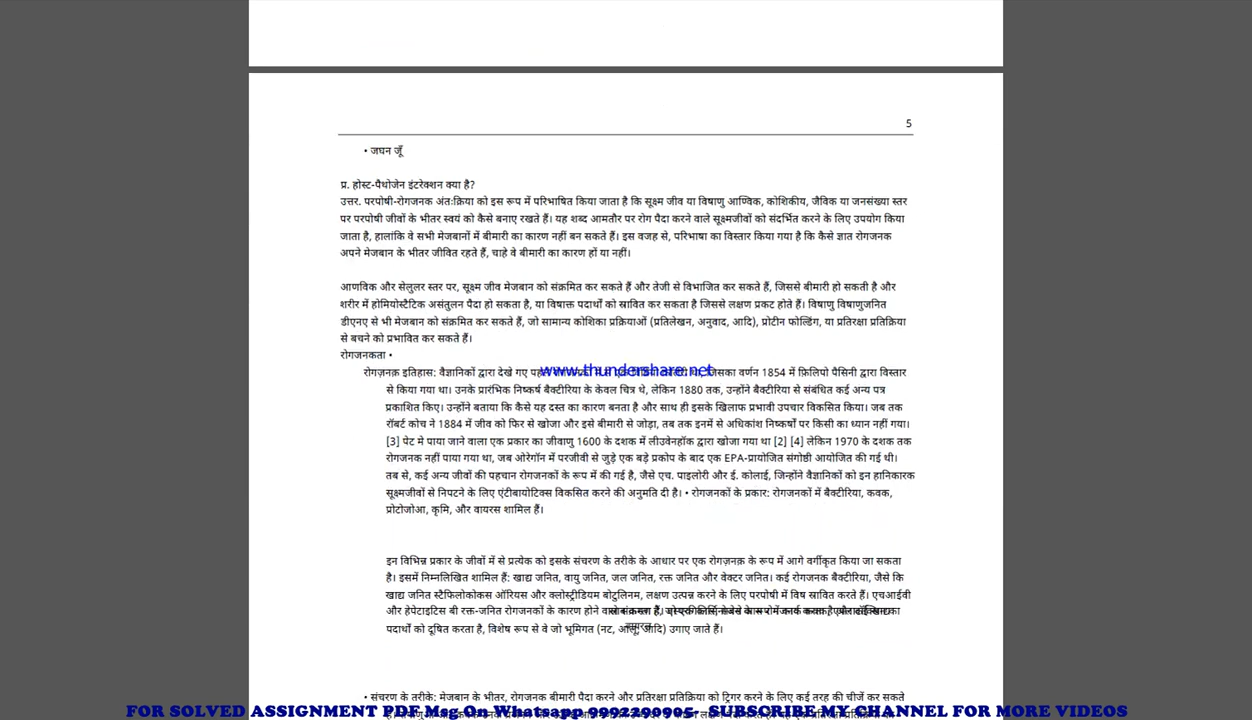 5
• जघन जूँ
प्र. होस्ट-पैथोजेन इंटरेक्शन क्या है?
उत्तर. परपोषी-रोगजनक अंतःक्रिया को इस रूप में परिभाषित किया जाता है कि सूक्ष्म जीव या विषाणु आण्विक, कोशिकीय, जैविक या जनसंख्या स्तर
पर परपोषी जीवों के भीतर स्वयं को कैसे बनाए रखते हैं। यह शब्द आमतौर पर रोग पैदा करने वाले सूक्ष्मजीवों को संदर्भित करने के लिए उपयोग किया
जाता है, हालांकि वे सभी मेजबानों में बीमारी का कारण नहीं बन सकते हैं। इस वजह से, परिभाषा का विस्तार किया गया है कि कैसे ज्ञात रोगजनक
अपने मेजबान के भीतर जीवित रहते हैं, चाहे वे बीमारी का कारण हों या नहीं।
आणविक और सेलुलर स्तर पर, सूक्ष्म जीव मेजबान को संक्रमित कर सकते हैं और तेजी से विभाजित कर सकते हैं, जिससे बीमारी हो सकती है और
शरीर में होमियोस्टैटिक असंतुलन पैदा हो सकता है, या विषाक्त पदार्थों को स्रावित कर सकता है जिससे लक्षण प्रकट होते हैं। विषाणु विषाणुजनित
डीएनए से भी मेजबान को संक्रमित कर सकते हैं, जो सामान्य कोशिका प्रक्रियाओं (प्रतिलेखन, अनुवाद, आदि), प्रोटीन फोल्डिंग, या प्रतिरक्षा प्रतिक्रिया
से बचने को प्रभावित कर सकते हैं।
रोगजनकता •
रोगज़नक़ इतिहास: वैज्ञानिकों द्वारा देखे गए www.thundershare.net जिसका वर्णन 1854 में फ़िलिपो पैसिनी द्वारा विस्तार
से किया गया था। उनके प्रारंभिक निष्कर्ष बैक्टीरिया के केवल चित्र थे, लेकिन 1880 तक, उन्होंने बैक्टीरिया से संबंधित कई अन्य पत्र
प्रकाशित किए। उन्होंने बताया कि कैसे यह दस्त का कारण बनता है और साथ ही इसके खिलाफ प्रभावी उपचार विकसित किया। जब तक
रॉबर्ट कोच ने 1884 में जीव को फिर से खोजा और इसे बीमारी से जोड़ा, तब तक इनमें से अधिकांश निष्कर्षों पर किसी का ध्यान नहीं गया।
[3] पेट मे पाया जाने वाला एक प्रकार का जीवाणु 1600 के दशक में लीउवेनहॉक द्वारा खोजा गया था [2] [4] लेकिन 1970 के दशक तक
रोगजनक नहीं पाया गया था, जब ओरेगॉन में परजीवी से जुड़े एक बड़े प्रकोप के बाद एक EPA-प्रायोजित संगोष्ठी आयोजित की गई थी।
तब से, कई अन्य जीवों की पहचान रोगजनकों के रूप में की गई है, जैसे एच. पाइलोरी और ई. कोलाई, जिन्होंने वैज्ञानिकों को इन हानिकारक
सूक्ष्मजीवों से निपटने के लिए एंटीबायोटिक्स विकसित करने की अनुमति दी है। • रोगजनकों के प्रकार: रोगजनकों में बैक्टीरिया, कवक,
प्रोटोजोआ, कृमि, और वायरस शामिल हैं।
इन विभिन्न प्रकार के जीवों में से प्रत्येक को इसके संचरण के तरीके के आधार पर एक रोगज़नक़ के रूप में आगे वर्गीकृत किया जा सकता
है। इसमें निम्नलिखित शामिल हैं: खाद्य जनित, वायु जनित, जल जनित, रक्त जनित और वेक्टर जनित। कई रोगजनक बैक्टीरिया, जैसे कि
खाद्य जनित स्टैफिलोकोकस ऑरियस और क्लोस्ट्रीडियम बोटुलिनम, लक्षण उत्पन्न करने के लिए परपोषी में विष स्रावित करते हैं। एचआईवी
और हेपेटाइटिस बी रक्त-जनित रोगजनकों के कारण होने
पदार्थों को दूषित करता है, विशेष रूप से वे जो भूमिगत (नट, आलू, आदि) उगाए जाते हैं।
• संचरण के तरीके: मेजबान के भीतर, रोगजनक बीमारी पैदा करने और प्रतिरक्षा प्रतिक्रिया को ट्रिगर करने के लिए कई तरह की चीजें कर सकते
FOR SOLVED ASSIGNMENT PDF Msg On Whatsapp 9992290905- SUBSCRIBE MY CHANNEL FOR MORE VIDEOS